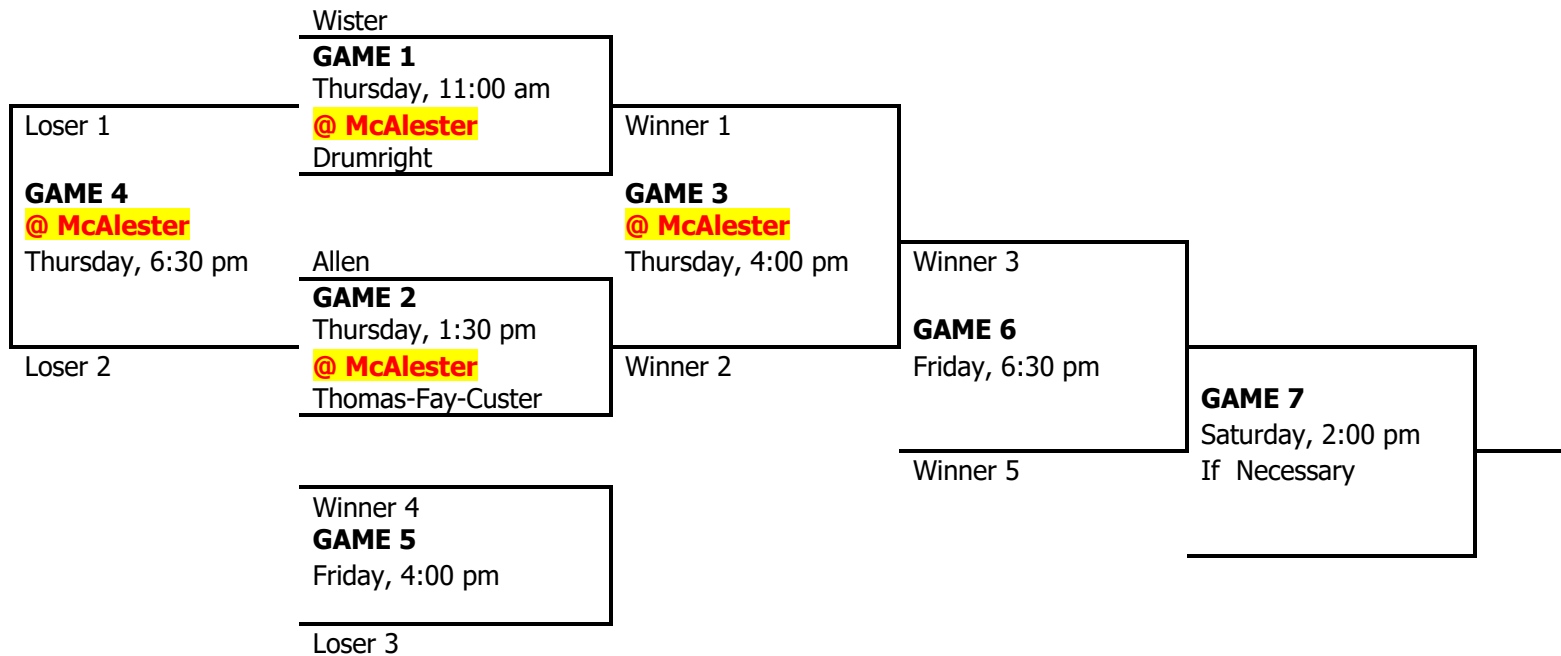 Wister
GAME 1
Thursday, 11:00 am
@ McAlester
Drumright
Loser 1
GAME 4
@ McAlester
Thursday, 6:30 pm
Loser 2
Allen
GAME 2
Thursday, 1:30 pm
@ McAlester
Thomas-Fay-Custer
Winner 1
GAME 3
@ McAlester
Thursday, 4:00 pm
Winner 2
Winner 4
GAME 5
Friday, 4:00 pm
Loser 3
Winner 3
GAME 6
Friday, 6:30 pm
Winner 5
GAME 7
Saturday, 2:00 pm
If Necessary